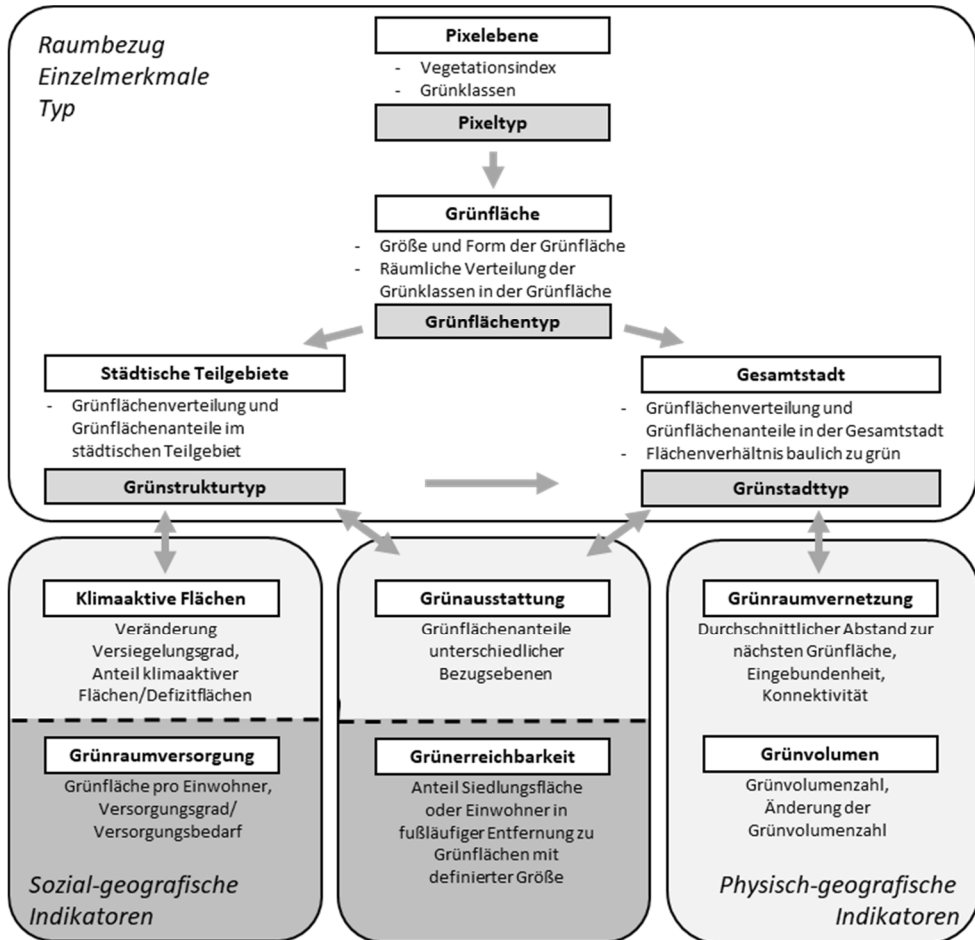 Raumbezug
Einzelmerkmale
Typ
Pixelebene
- Vegetationsindex
- Grünklassen
Pixeltyp
Grünfläche
- Größe und Form der Grünfläche
- Räumliche Verteilung der
Grünklassen in der Grünfläche
Grünflächentyp
Städtische Teilgebiete
- Grünflächenverteilung und
Grünflächenanteile im
städtischen Teilgebiet
Grünstrukturtyp
Gesamtstadt
- Grünflächenverteilung und
Grünflächenanteile in der Gesamtstadt
- Flächenverhältnis baulich zu grün
Grünstadttyp
Klimaaktive Flächen
Veränderung
Versiegelungsgrad,
Anteil klimaaktiver
Flächen/Defizitflächen
Grünraumversorgung
Grünfläche pro Einwohner,
Versorgungsgrad/
Versorgungsbedarf
Sozial-geografische
Indikatoren
Grünausstattung
Grünflächenanteile
unterschiedlicher
Bezugsebenen
Grünerreichbarkeit
Anteil Siedlungsfläche
oder Einwohner in
fußläufiger Entfernung zu
Grünflächen mit
definierter Größe
Grünraumvernetzung
Durchschnittlicher Abstand zur
nächsten Grünfläche,
Eingebundenheit,
Konnektivität
Grünvolumen
Grünvolumenzahl,
Änderung der
Grünvolumenzahl
Physisch-geografische
Indikatoren